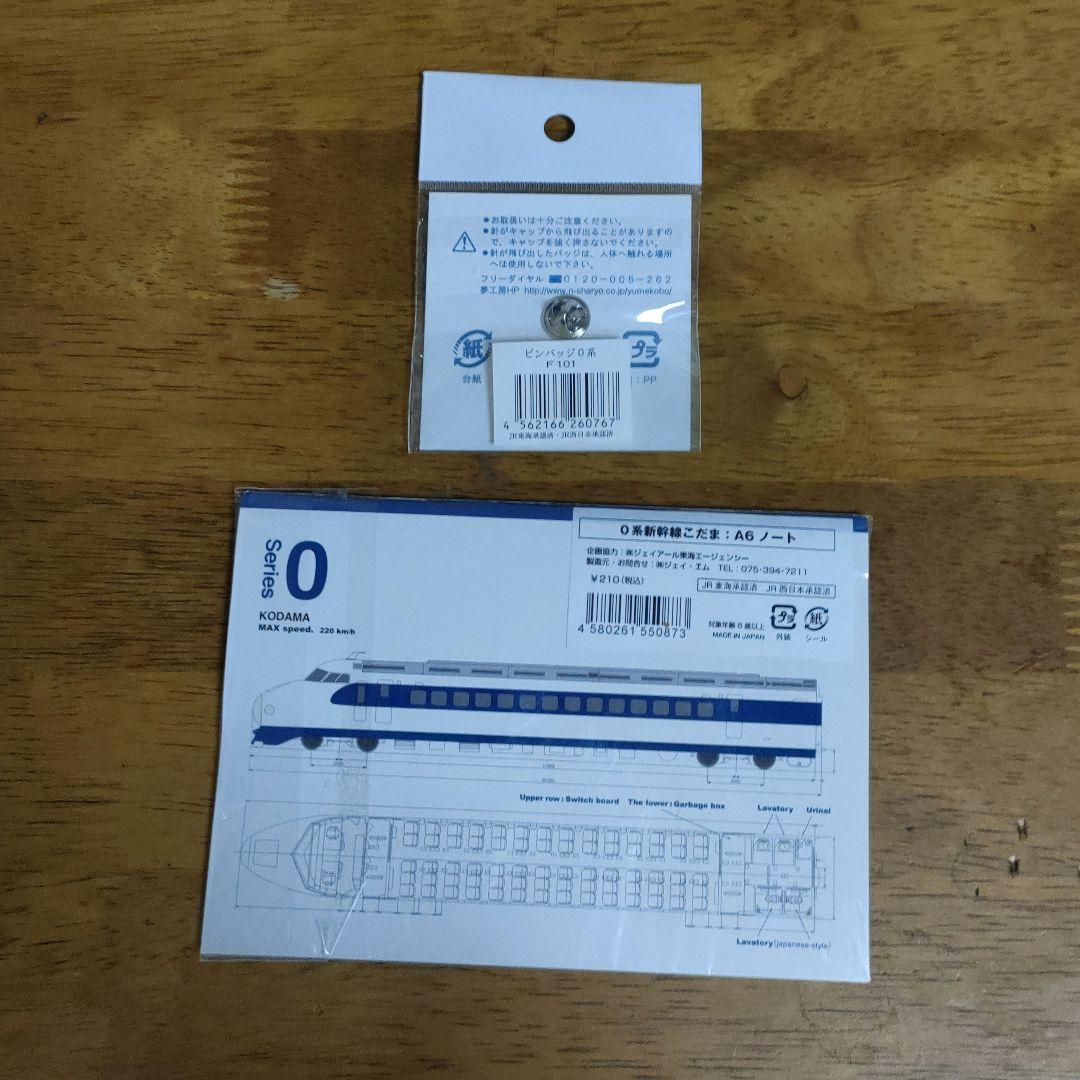 ●お取扱いは十分ご注意ください。
●針がキャップから飛び出ることがありますの
で、キャップを強く押さないでください。
●針が飛び出したバッジは、人体へ触れる場所
へは使用しないで下さい。
フリーダイヤル 0120-005-262
夢工房HP http://www.n-sharyo.co.jp/yumekobo/
紙
台紙
プラ
:PP
ピンバッジ0系
F101
4 562166 260767
JR東海承認済・JR西日本承認済
Series 0
KODAMA
MAX speed. 220 km/h
0系新幹線こだま:A6ノート
企画協力:㈱ジェイアール東海エージェンシー
製造元・お問合せ:㈱ジェイ・エム TEL:075-394-7211
¥210(税込)
JR東海承認済 JR西日本承認済
4 580261 550873
対象年齢6歳以上
MADE IN JAPAN
プラ
外装
紙
シール
Upper row:Switch board The lower:Garbage box Lavatory Urinal
Lavatory(japanese-style)